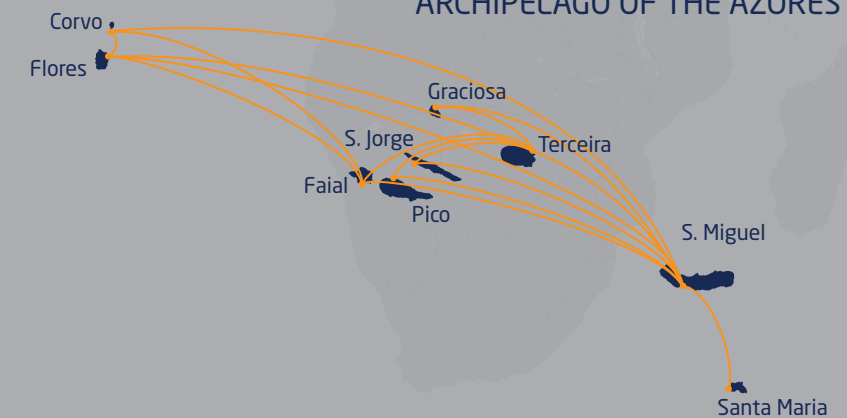 ARCHIPELAGO OF THE AZORES
Corvo
Flores
Graciosa
S. Jorge
Terceira
Faial
Pico
S. Miguel
Santa Maria